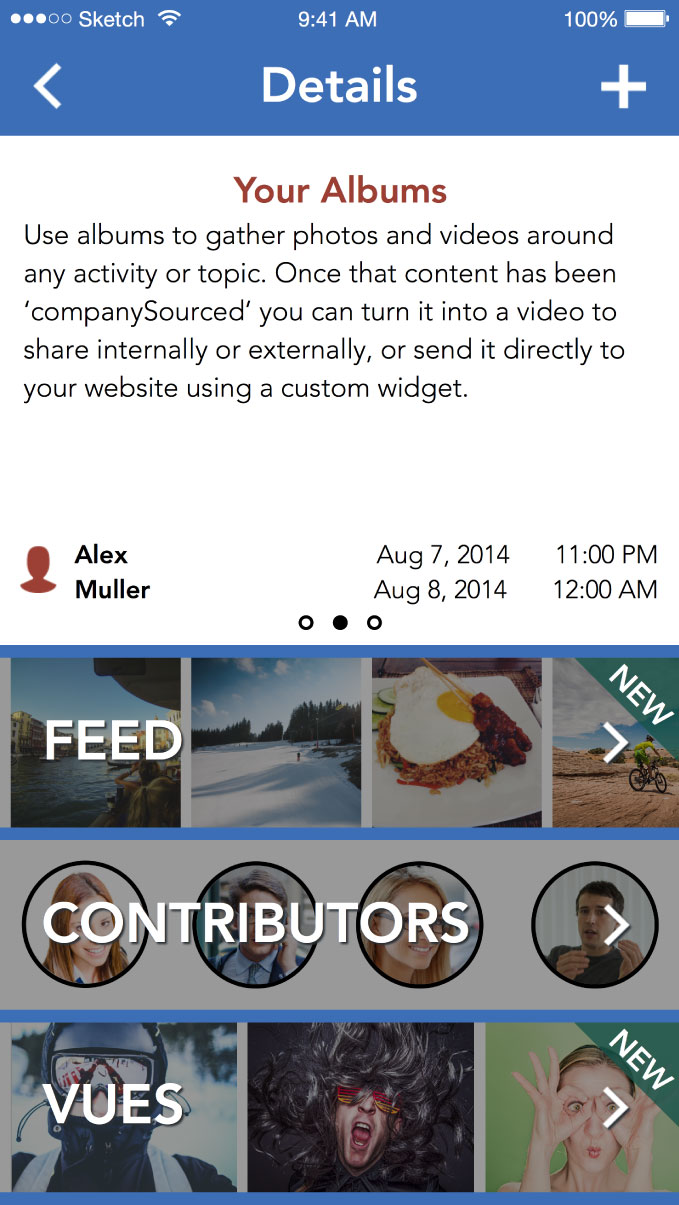 Sketch 9:41 AM 100%
Details
Your Albums
Use albums to gather photos and videos around
any activity or topic. Once that content has been
‘companySourced’ you can turn it into a video to
share internally or externally, or send it directly to
your website using a custom widget.
Alex Aug 7, 2014 11:00 PM
Muller Aug 8, 2014 12:00 AM
FEED
NEW
CONTRIBUTORS
VUES
NEW